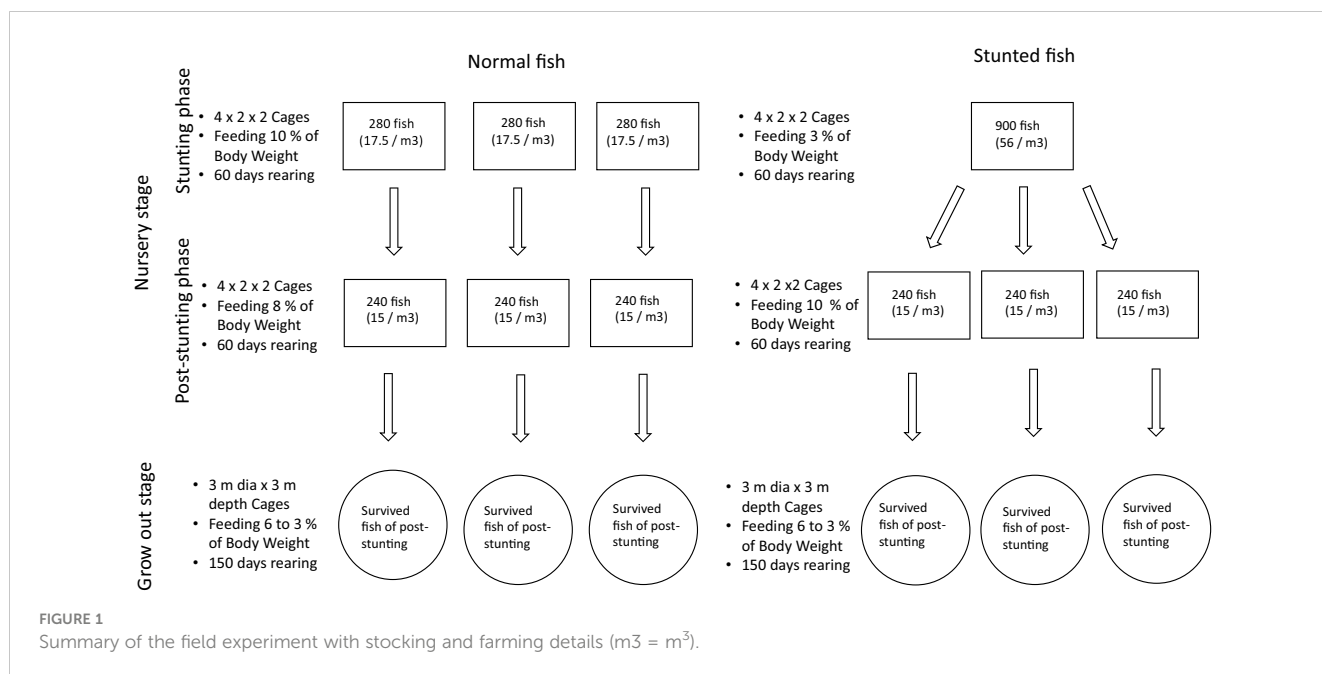 Normal fish
Stunted fish
Nursery stage
Stunting phase
• 4 x 2 x 2 Cages
• Feeding 10 % of
Body Weight
• 60 days rearing
280 fish
(17.5 / m3)
280 fish
(17.5 / m3)
280 fish
(17.5 / m3)
• 4 x 2 x 2 Cages
• Feeding 3 % of
Body Weight
• 60 days rearing
900 fish
(56 / m3)
Post-stunting phase
• 4 x 2 x 2 Cages
• Feeding 8 % of
Body Weight
• 60 days rearing
240 fish
(15 / m3)
240 fish
(15 / m3)
240 fish
(15 / m3)
• 4 x 2 x2 Cages
• Feeding 10 % of
Body Weight
• 60 days rearing
240 fish
(15 / m3)
240 fish
(15 / m3)
240 fish
(15 / m3)
Grow out stage
• 3 m dia x 3 m
depth Cages
• Feeding 6 to 3 %
of Body Weight
• 150 days rearing
Survived
fish of post-
stunting
Survived
fish of post-
stunting
Survived
fish of post-
stunting
• 3 m dia x 3 m
depth Cages
• Feeding 6 to 3 %
of Body Weight
• 150 days rearing
Survived
fish of post-
stunting
Survived
fish of post-
stunting
Survived
fish of post-
stunting
FIGURE 1
Summary of the field experiment with stocking and farming details (m3 = m³).